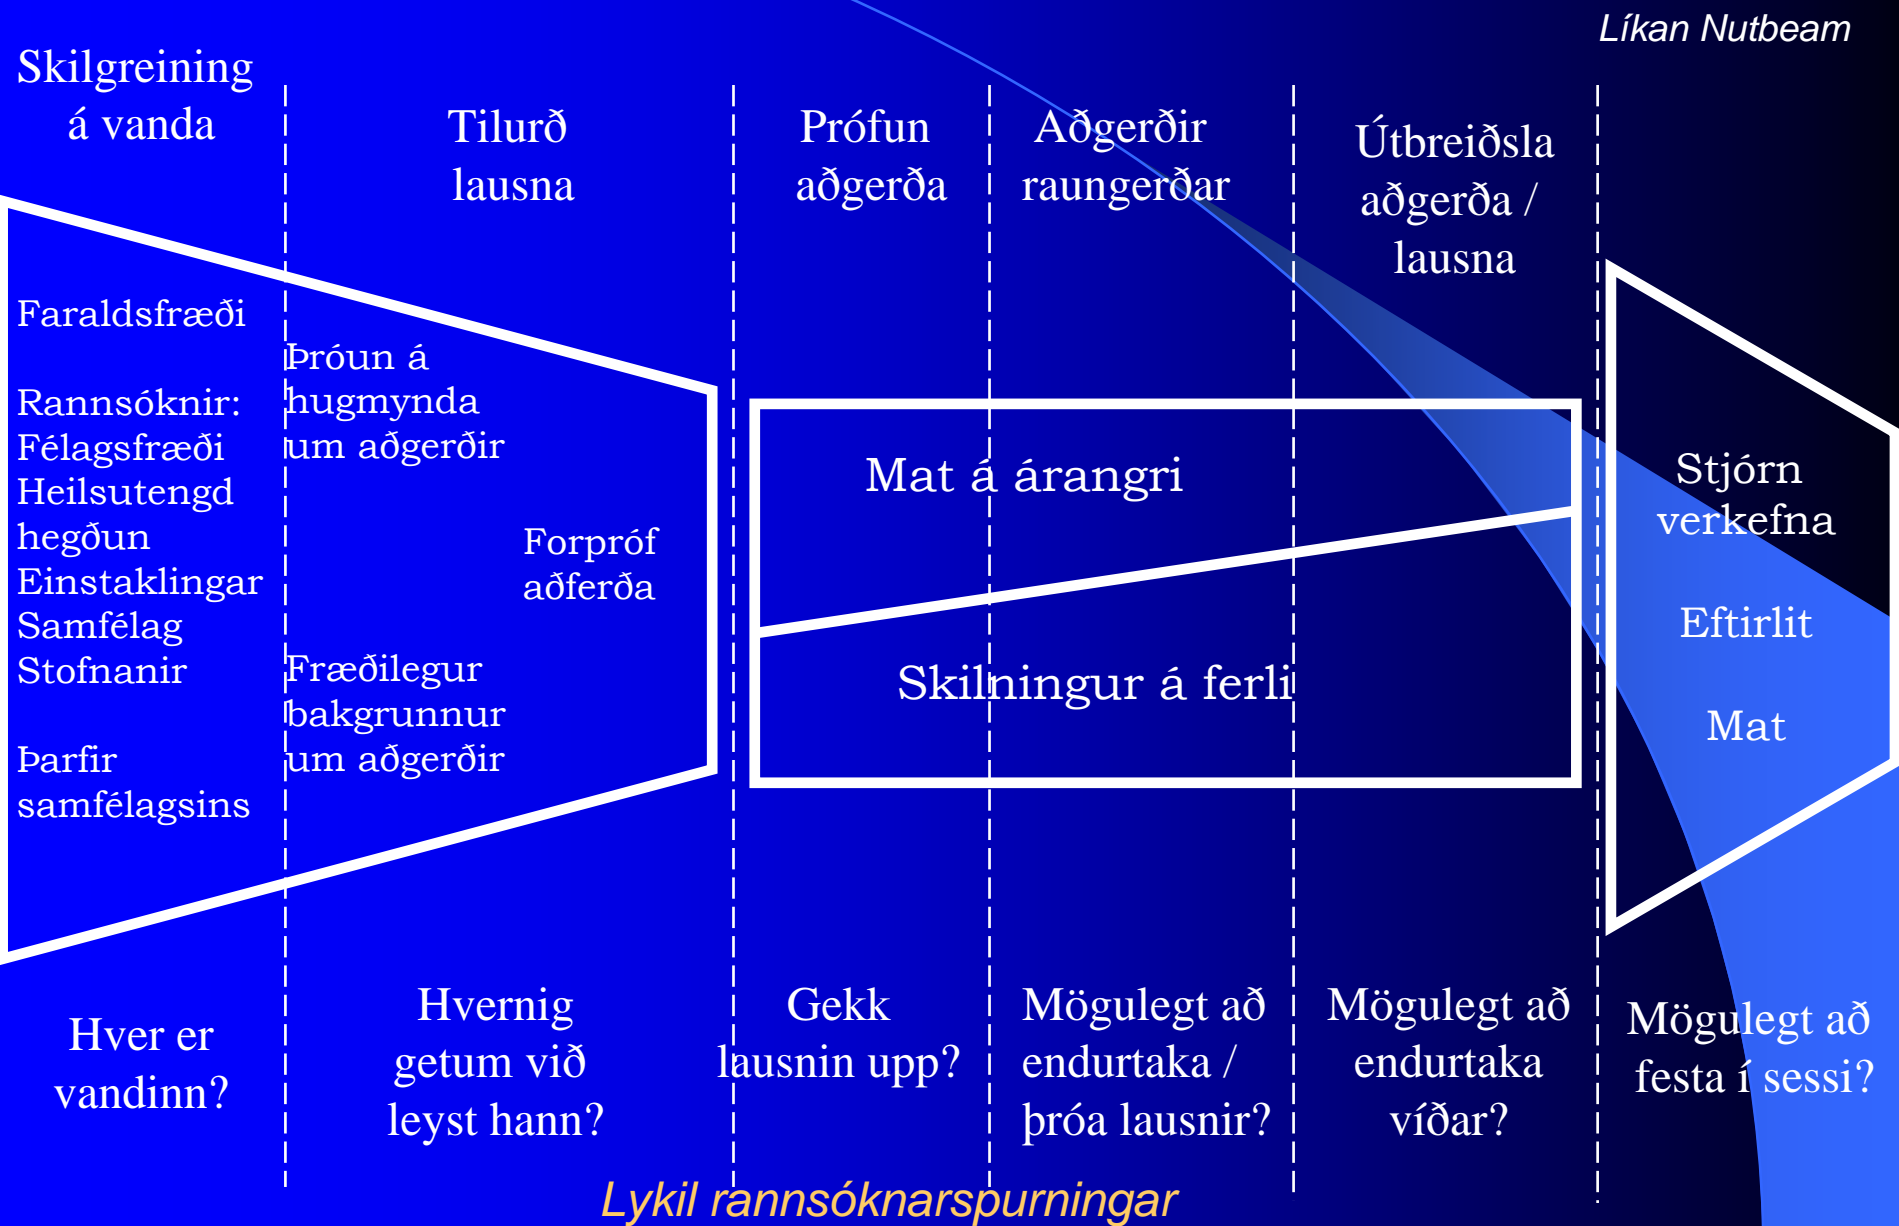 Líkan Nutbeam
Skilgreining
á vanda
Tilurð
lausna
Prófun
aðgerða
Aðgerðir
raungerðar
Útbreiðsla
aðgerða /
lausna
Faraldsfræði
Rannsóknir:
Félagsfræði
Heilsutengd
hegðun
Einstaklingar
Samfélag
Stofnanir
Þarfir
samfélagsins
Þróun á
hugmynda
um aðgerðir
Forpróf
aðferða
Fræðilegur
bakgrunnur
um aðgerðir
Mat á árangri
Skilningur á ferli
Stjórn
verkefna
Eftirlit
Mat
Hver er
vandinn?
Hvernig
getum við
leyst hann?
Gekk
lausnin upp?
Mögulegt að
endurtaka /
þróa lausnir?
Mögulegt að
endurtaka
víðar?
Mögulegt að
festa í sessi?
Lykil rannsóknarspurningar